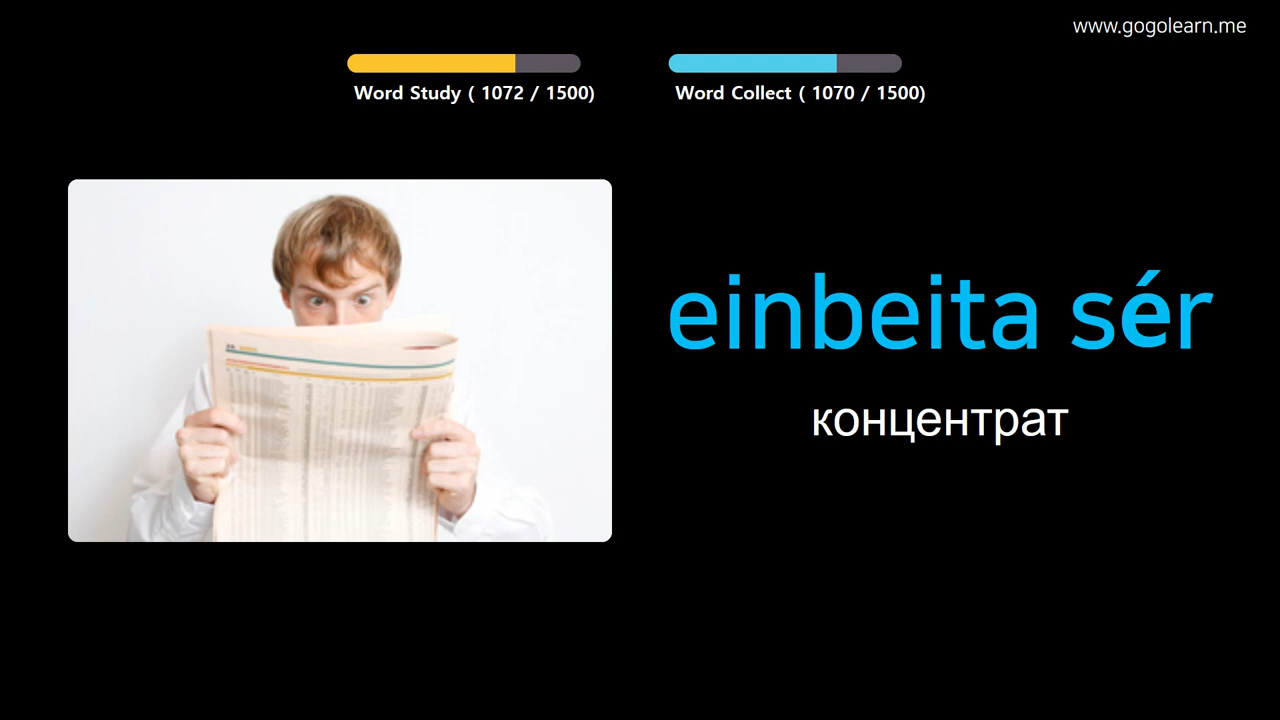 www.gogolearn.me
Word Study ( 1072 / 1500)
Word Collect ( 1070 / 1500)
einbeita sér
концентрат